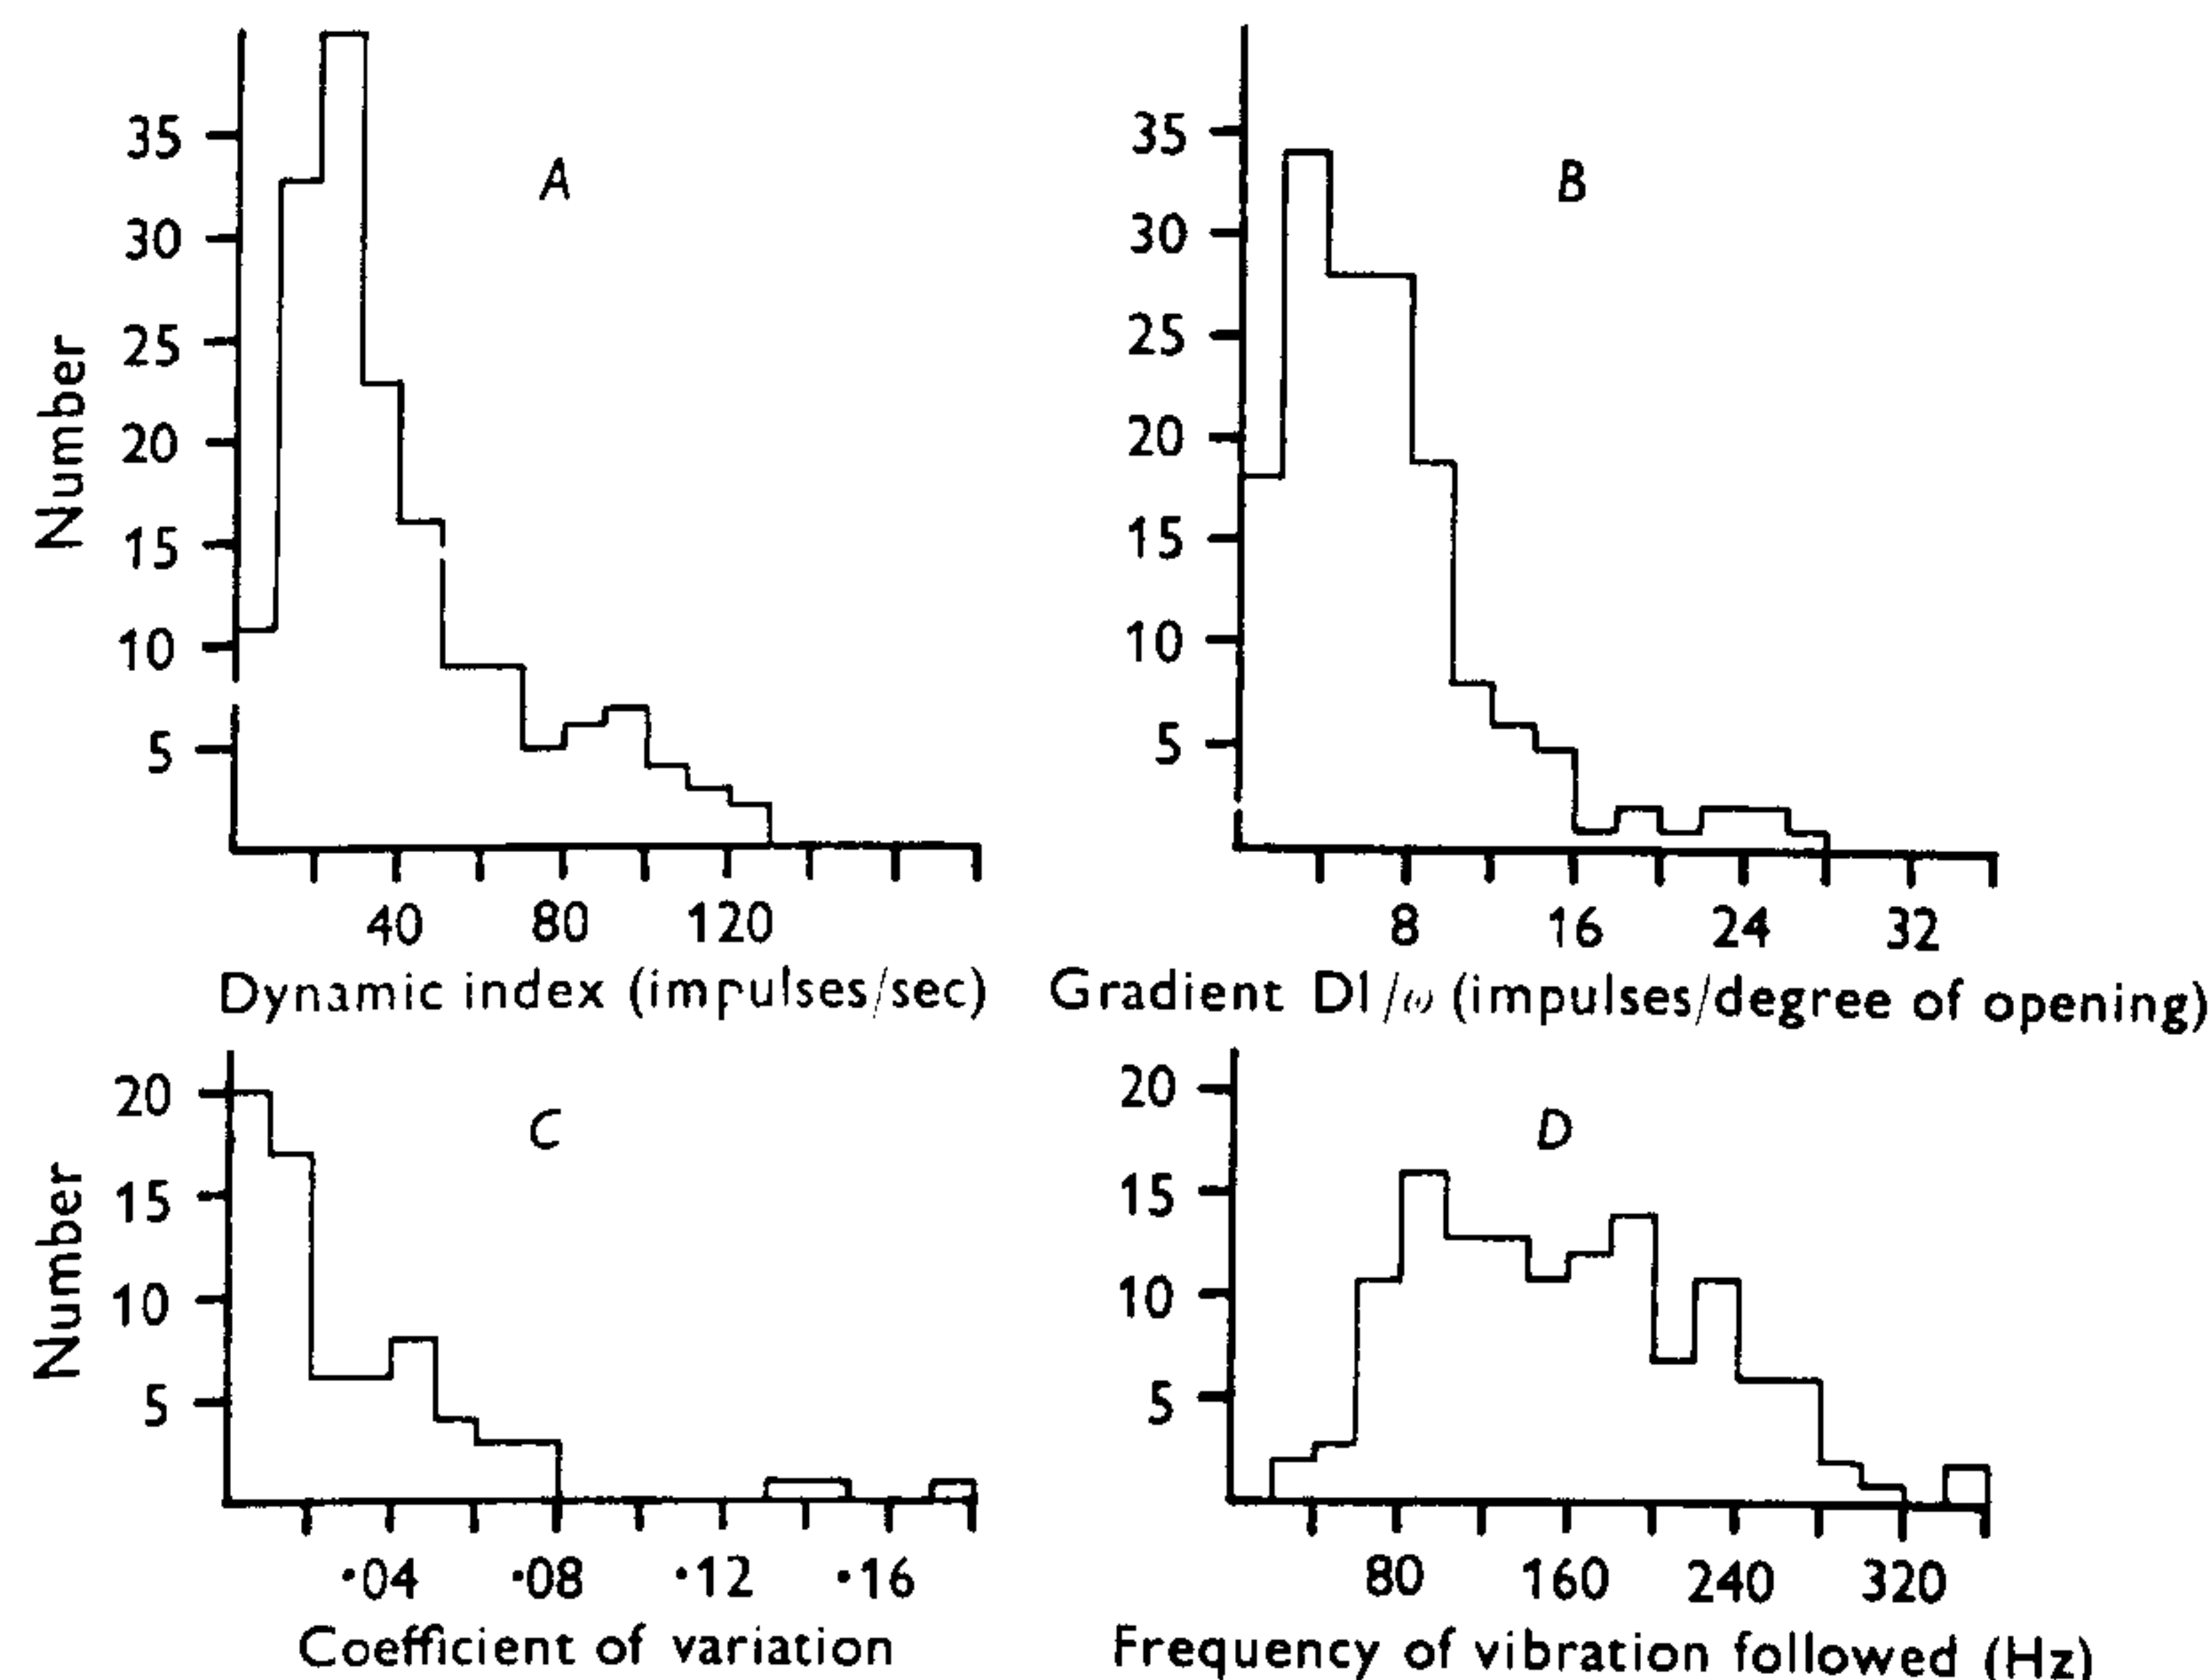 A
B
35
30
25
20
15
10
5
Number
35
30
25
20
15
10
5
40 80 120
8 16 24 32
Dynamic index (impulses/sec)
Gradient DI/ω (impulses/degree of opening)
C
D
20
15
10
5
Number
20
15
10
5
·04 ·08 ·12 ·16
80 160 240 320
Coefficient of variation
Frequency of vibration followed (Hz)